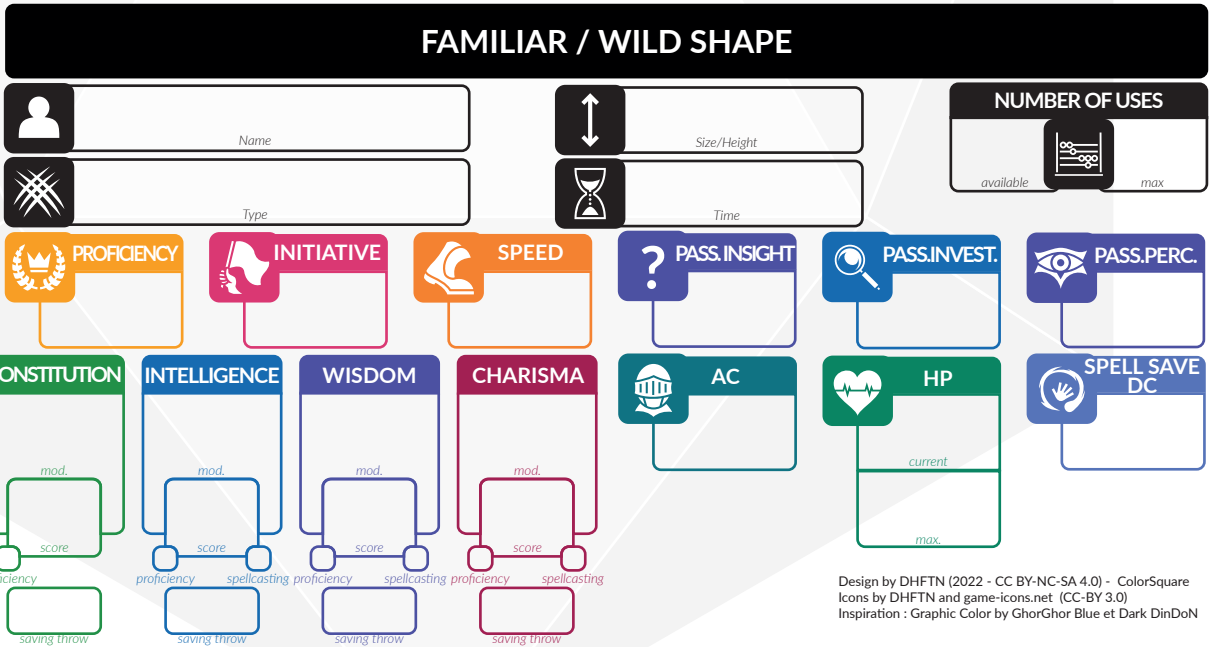 FAMILIAR / WILD SHAPE
Name
Size/Height
NUMBER OF USES
available
max
Type
Time
PROFICIENCY
INITIATIVE
SPEED
PASS. INSIGHT
PASS.INVEST.
PASS.PERC.
ONSTITUTION
INTELLIGENCE
WISDOM
CHARISMA
AC
HP
SPELL SAVE
DC
mod.
mod.
mod.
mod.
current
score
score
score
score
max.
iciency
proficiency
spellcasting
proficiency
spellcasting
proficiency
spellcasting
saving throw
saving throw
saving throw
saving throw
Design by DHFTN (2022 - CC BY-NC-SA 4.0) - ColorSquare
Icons by DHFTN and game-icons.net (CC-BY 3.0)
Inspiration : Graphic Color by GhorGhor Blue et Dark DinDoN